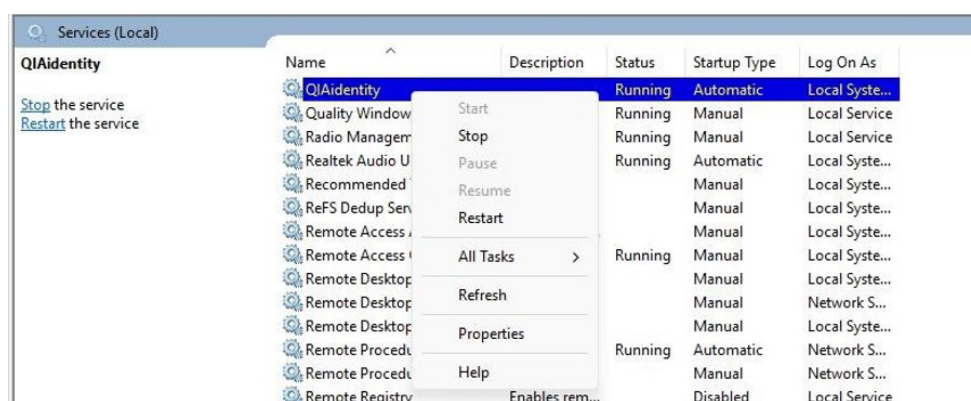 Services (Local)
QIAidentity
Stop the service
Restart the service
Name Description Status Startup Type Log On As
QIAidentity Running Automatic Local Syste...
Quality Window Running Manual Local Service
Radio Managem Running Manual Local Service
Realtek Audio U Running Automatic Local Syste...
Recommended Manual Local Syste...
ReFS Dedup Serv Manual Local Syste...
Remote Access Manual Local Syste...
Remote Access Running Manual Local Syste...
Remote Desktop Manual Local Syste...
Remote Desktop Manual Network S...
Remote Desktop Manual Local Syste...
Remote Procedu Running Automatic Network S...
Remote Procedu Manual Network S...
Remote Registry Enables rem... Disabled Local Service
Start
Stop
Pause
Resume
Restart
All Tasks >
Refresh
Properties
Help